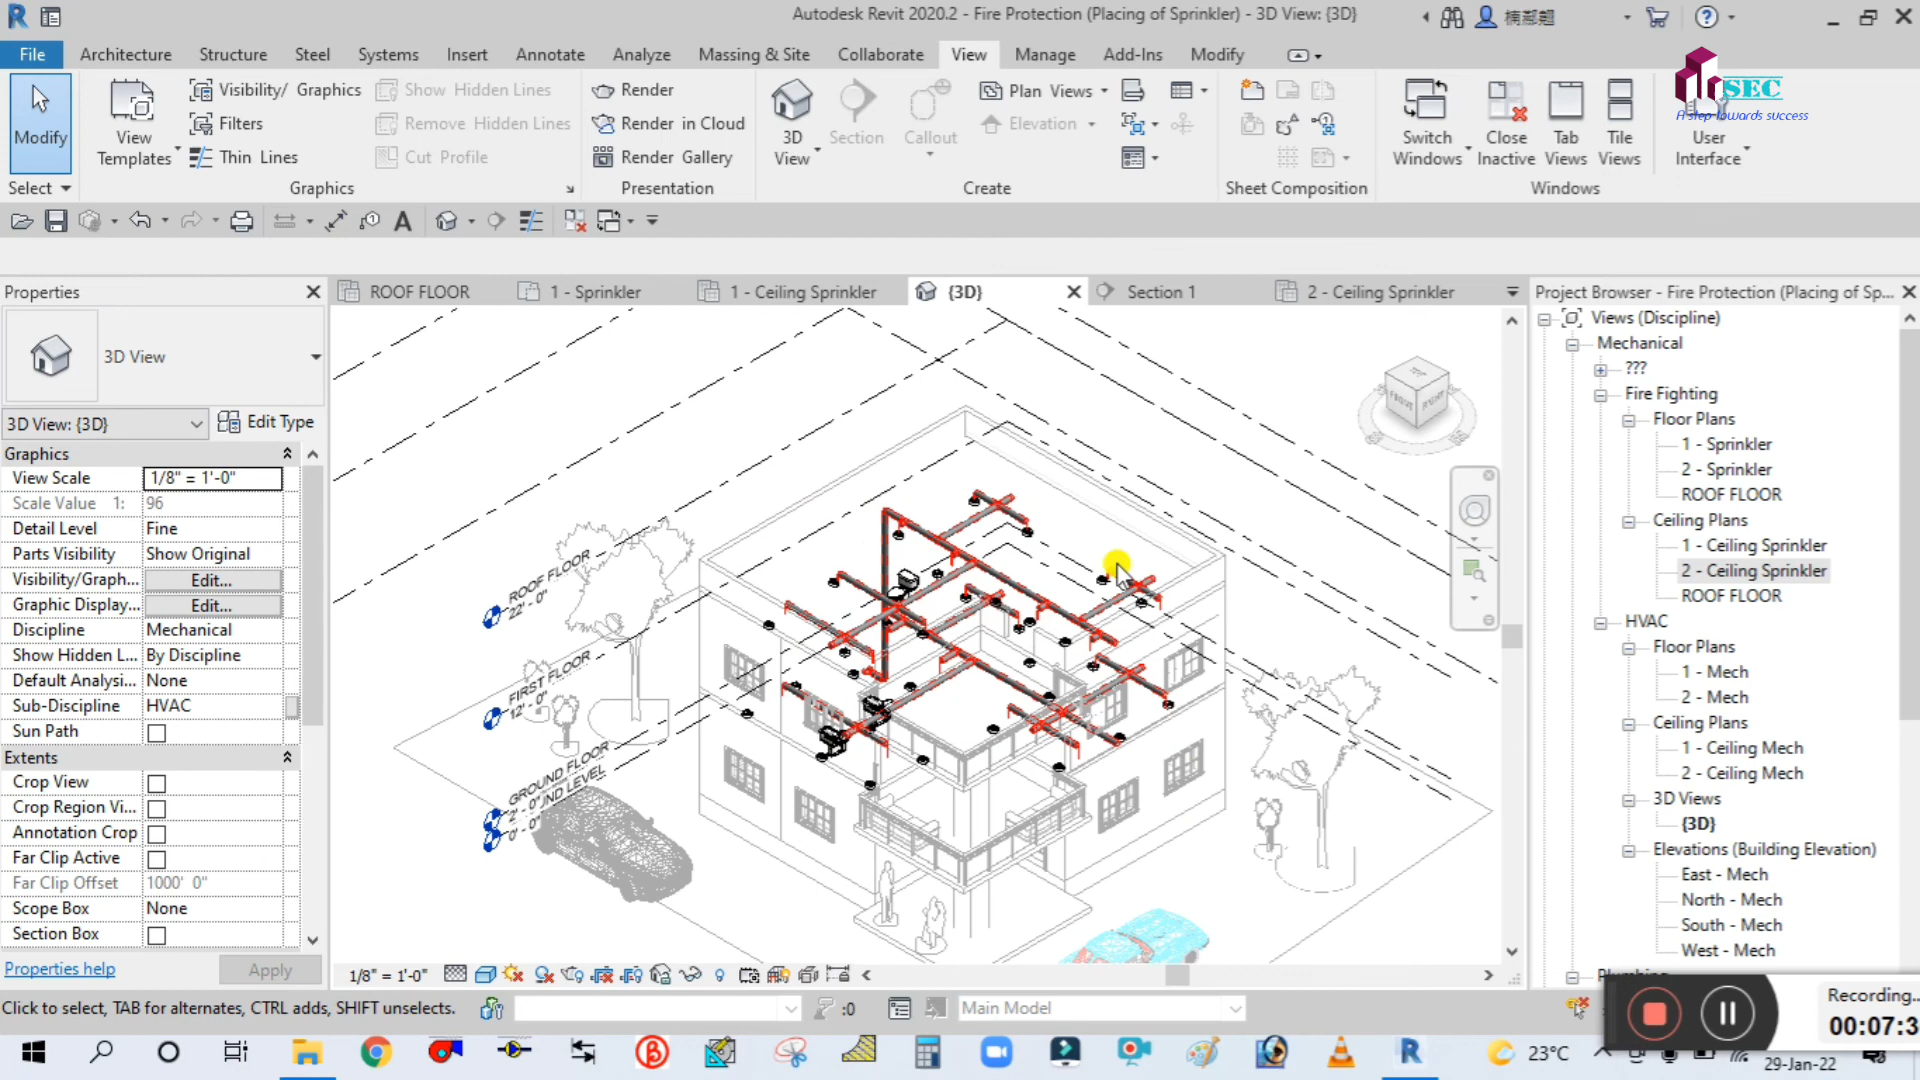 Autodesk Revit 2020.2 - Fire Protection (Placing of Sprinkler) - 3D View: {3D}
File Architecture Structure Steel Systems Insert Annotate Analyze Massing & Site Collaborate View Manage Add-Ins Modify
SEC
A step towards success
Modify
View
Templates
Visibility/ Graphics
Filters
Thin Lines
Show Hidden Lines
Remove Hidden Lines
Cut Profile
Render
Render in Cloud
Render Gallery
3D
View
Section
Callout
Plan Views
Elevation
Switch
Windows
Close
Inactive
Tab
Views
Tile
Views
User
Interface
Select Graphics Presentation Create Sheet Composition Windows
Properties
ROOF FLOOR 1 - Sprinkler 1 - Ceiling Sprinkler {3D} Section 1 2 - Ceiling Sprinkler
3D View
3D View: {3D} Edit Type
Graphics
View Scale 1/8" = 1'-0"
Scale Value 1: 96
Detail Level Fine
Parts Visibility Show Original
Visibility/Graph... Edit...
Graphic Display... Edit...
Discipline Mechanical
Show Hidden L... By Discipline
Default Analysi... None
Sub-Discipline HVAC
Sun Path
Extents
Crop View
Crop Region Vi...
Annotation Crop
Far Clip Active
Far Clip Offset 1000' 0"
Scope Box None
Section Box
Properties help Apply
ROOF FLOOR
22' - 0"
FIRST FLOOR
12' - 0"
GROUND FLOOR
2' - 0"
ND LEVEL
0' - 0"
FRONT
Project Browser - Fire Protection (Placing of Sp...
Views (Discipline)
Mechanical
???
Fire Fighting
Floor Plans
1 - Sprinkler
2 - Sprinkler
ROOF FLOOR
Ceiling Plans
1 - Ceiling Sprinkler
2 - Ceiling Sprinkler
ROOF FLOOR
HVAC
Floor Plans
1 - Mech
2 - Mech
Ceiling Plans
1 - Ceiling Mech
2 - Ceiling Mech
3D Views
{3D}
Elevations (Building Elevation)
East - Mech
North - Mech
South - Mech
West - Mech
1/8" = 1'-0"
Click to select, TAB for alternates, CTRL adds, SHIFT unselects.
:0
Main Model
Recording...
00:07:3
23°C
29-Jan-22